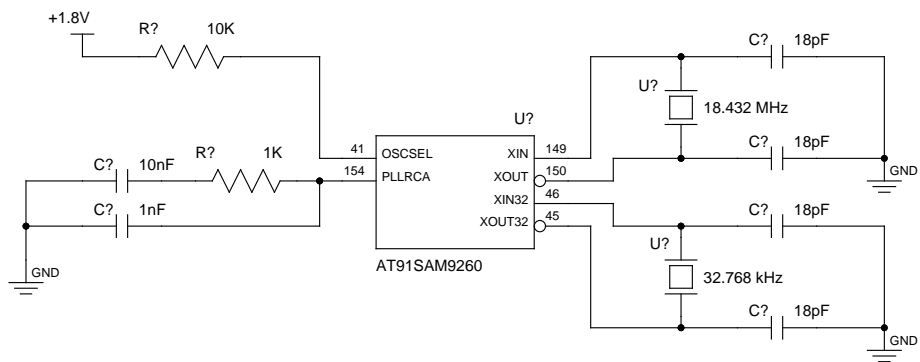 +1.8V
R?
10K
C?
18pF
U?
18.432 MHz
U?
41
OSCSEL
XIN
149
C?
18pF
C?
10nF
R?
1K
154
PLLRCA
XOUT
150
GND
XIN32
46
C?
1nF
XOUT32
45
C?
18pF
U?
GND
AT91SAM9260
32.768 kHz
C?
18pF
GND